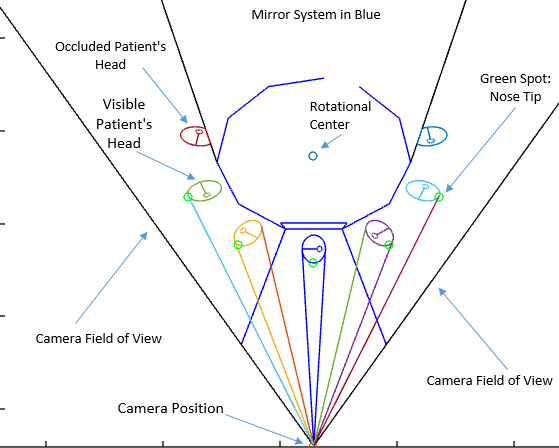 Mirror System in Blue
Occluded Patient's
Head
Visible
Patient's
Head
Rotational
Center
Green Spot:
Nose Tip
Camera Field of View
Camera Field of View
Camera Position